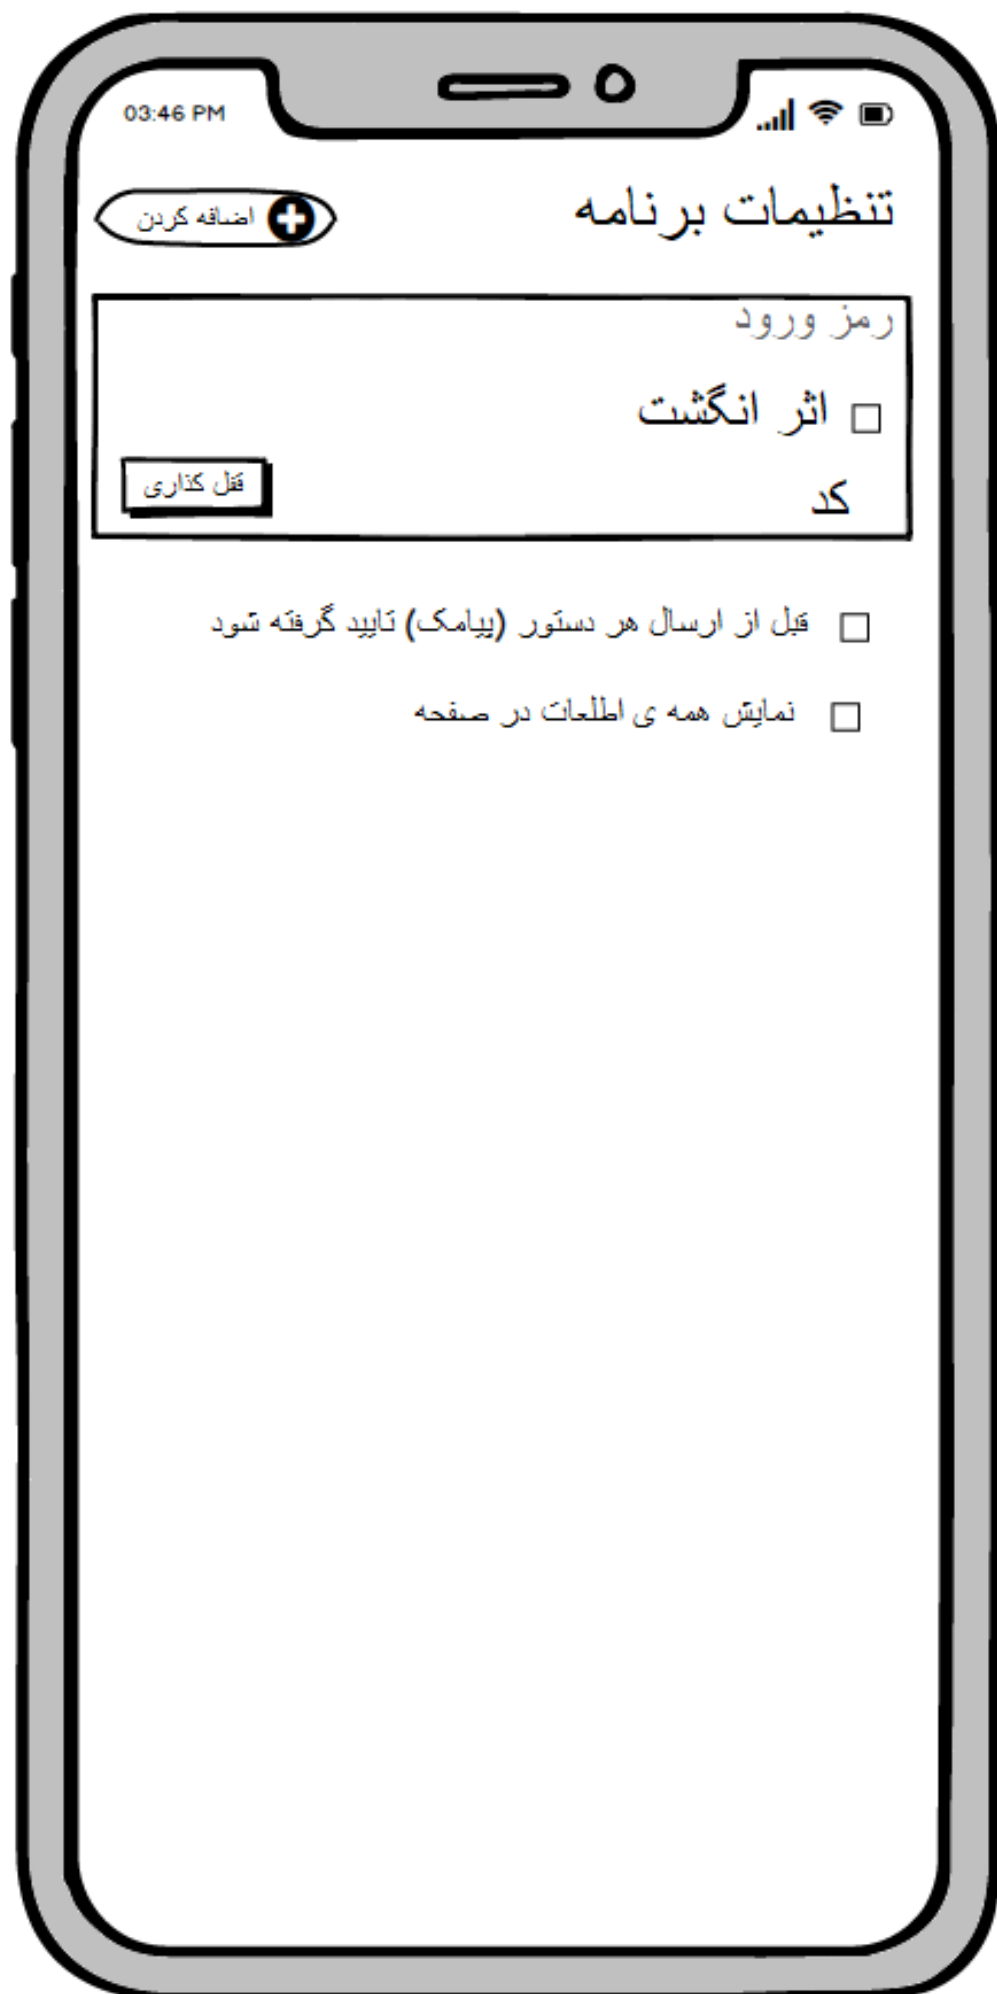 03:46 PM
تنظیمات برنامه
اضافه کردن
رمز ورود
اثر انگشت
کد
قفل کذاری
قبل از ارسال هر دستور (پیامک) تایید گرفته شود
نمایش همه ی اطلعات در صفحه